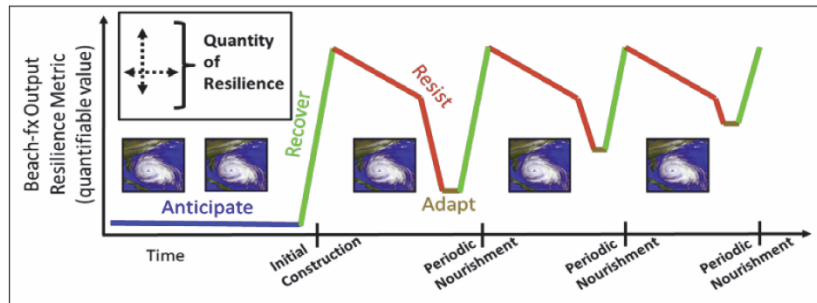 Beach-fx Output
Resilience Metric
(quantifiable value)
Quantity
of
Resilience
Recover
Resist
Anticipate
Adapt
Time
Initial
Construction
Periodic
Nourishment
Periodic
Nourishment
Periodic
Nourishment